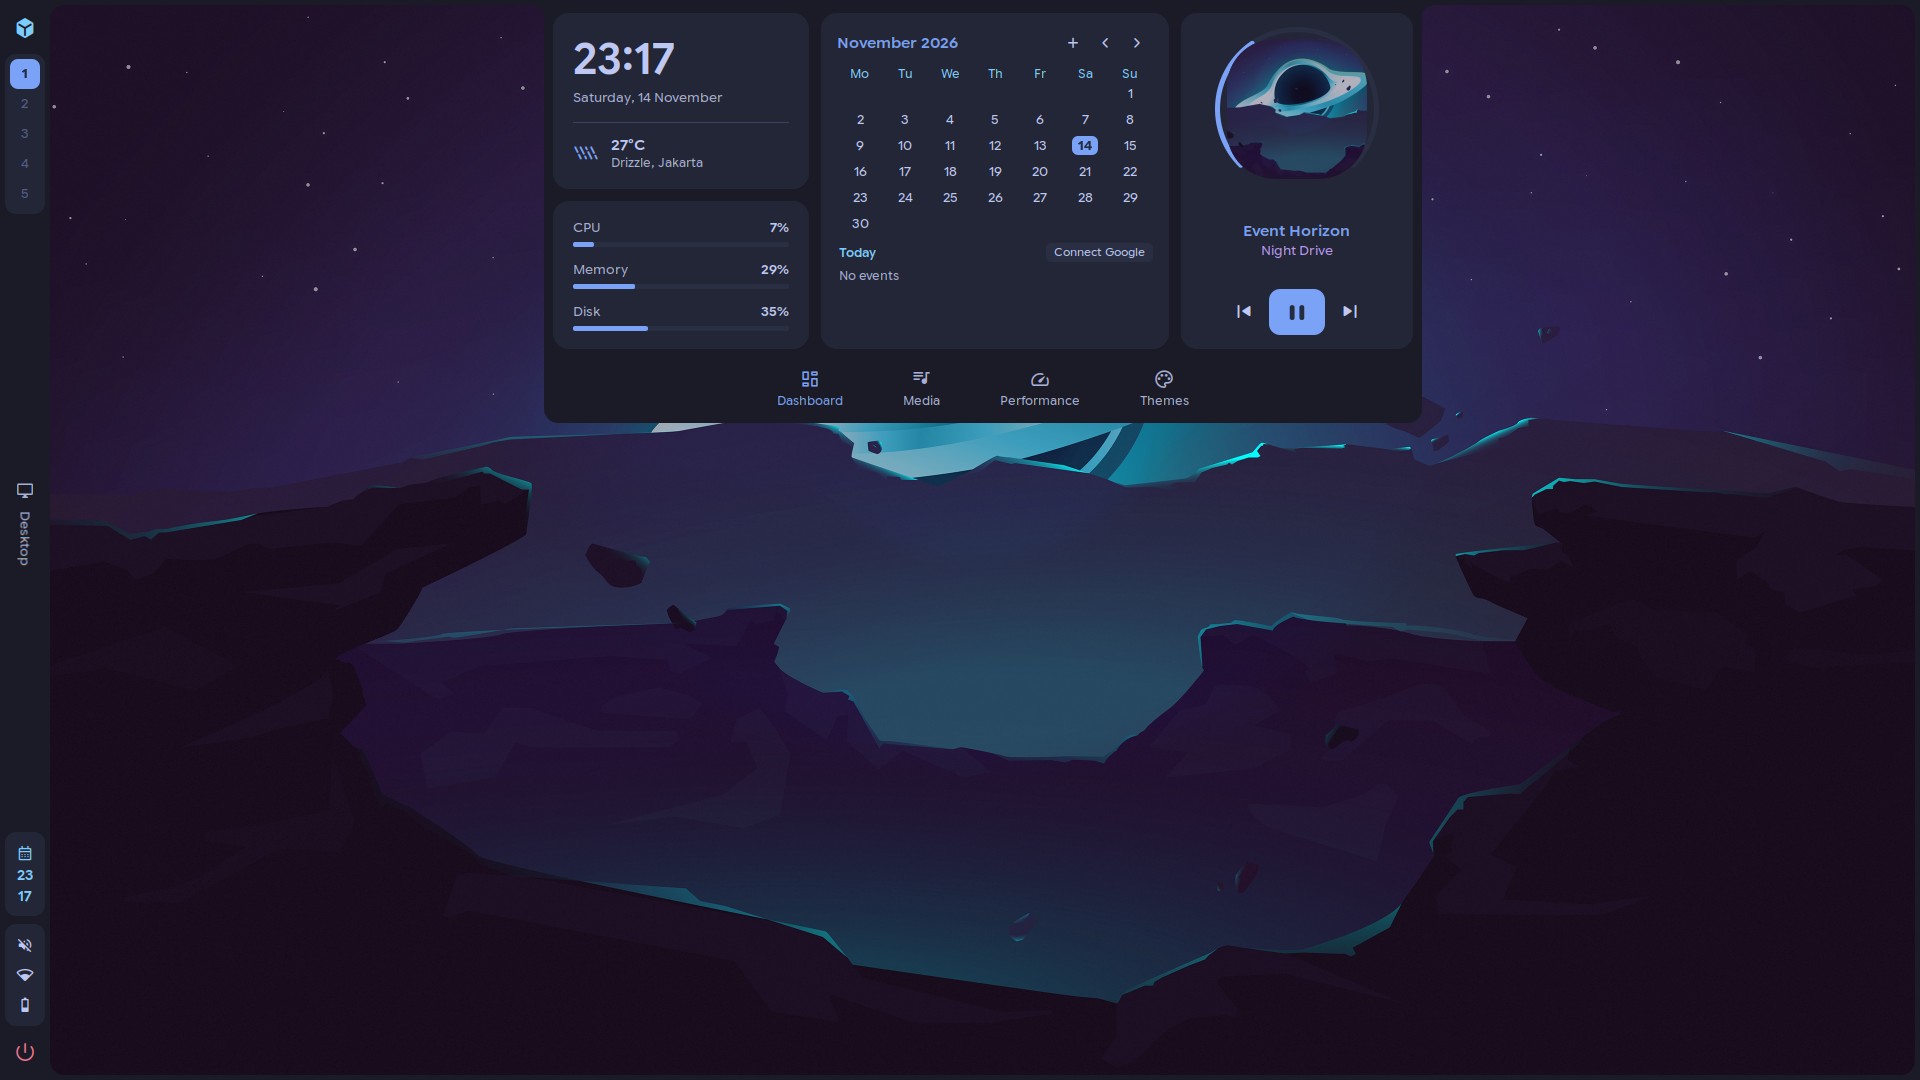 1
2
3
4
5
Desktop
23
17
23:17
Saturday, 14 November
27°C
Drizzle, Jakarta
CPU 7%
Memory 29%
Disk 35%
November 2026
Mo Tu We Th Fr Sa Su
1
2 3 4 5 6 7 8
9 10 11 12 13 14 15
16 17 18 19 20 21 22
23 24 25 26 27 28 29
30
Today Connect Google
No events
Event Horizon
Night Drive
Dashboard Media Performance Themes